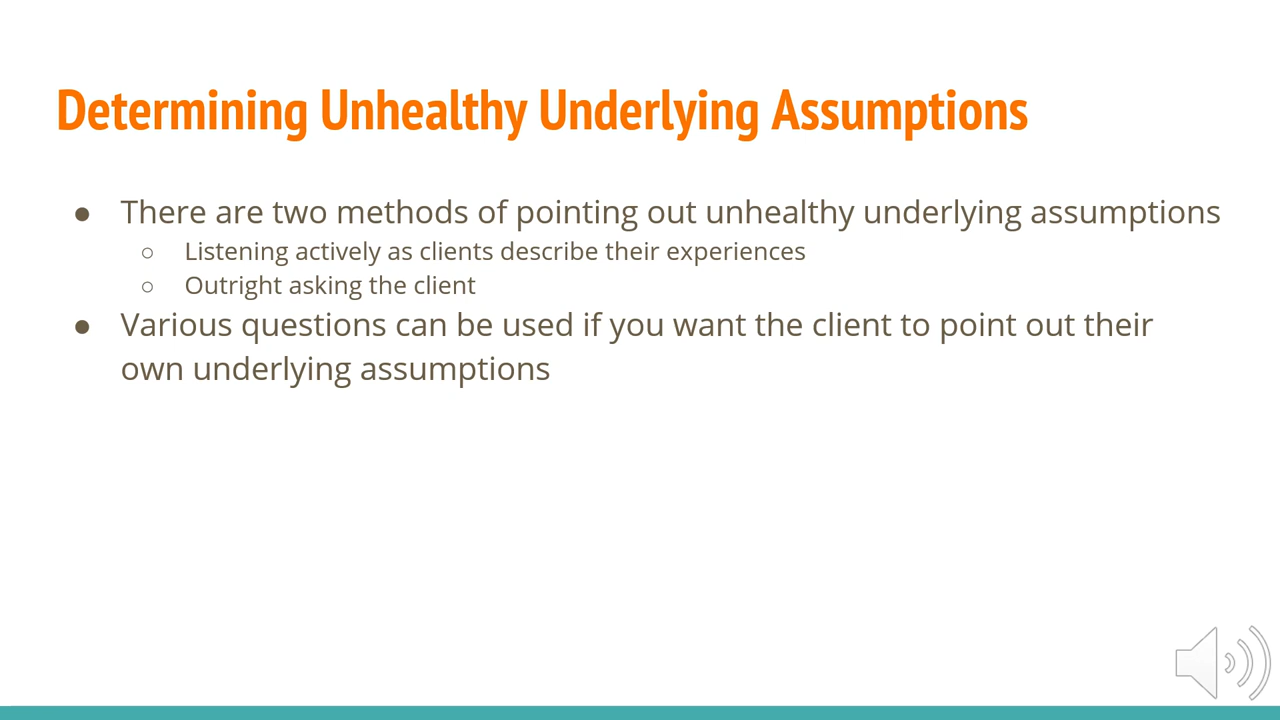 Determining Unhealthy Underlying Assumptions
● There are two methods of pointing out unhealthy underlying assumptions
○ Listening actively as clients describe their experiences
○ Outright asking the client
● Various questions can be used if you want the client to point out their
own underlying assumptions